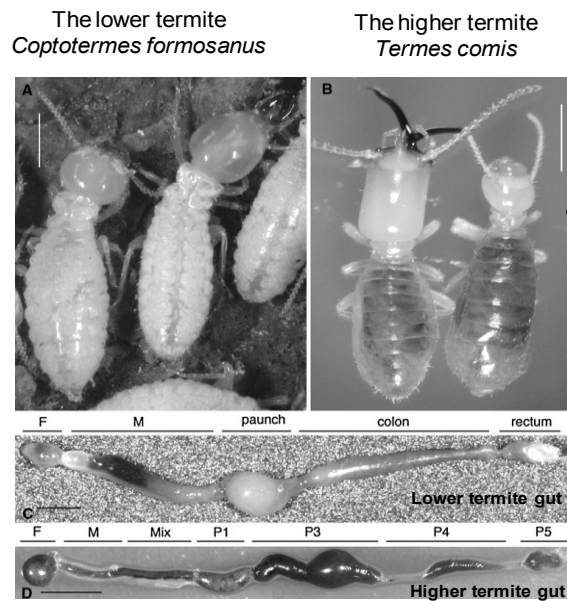 The lower termite
Coptotermes formosanus
The higher termite
Termes comis
A
B
F M paunch colon rectum
C
Lower termite gut
F M Mix P1 P3 P4 P5
D
Higher termite gut